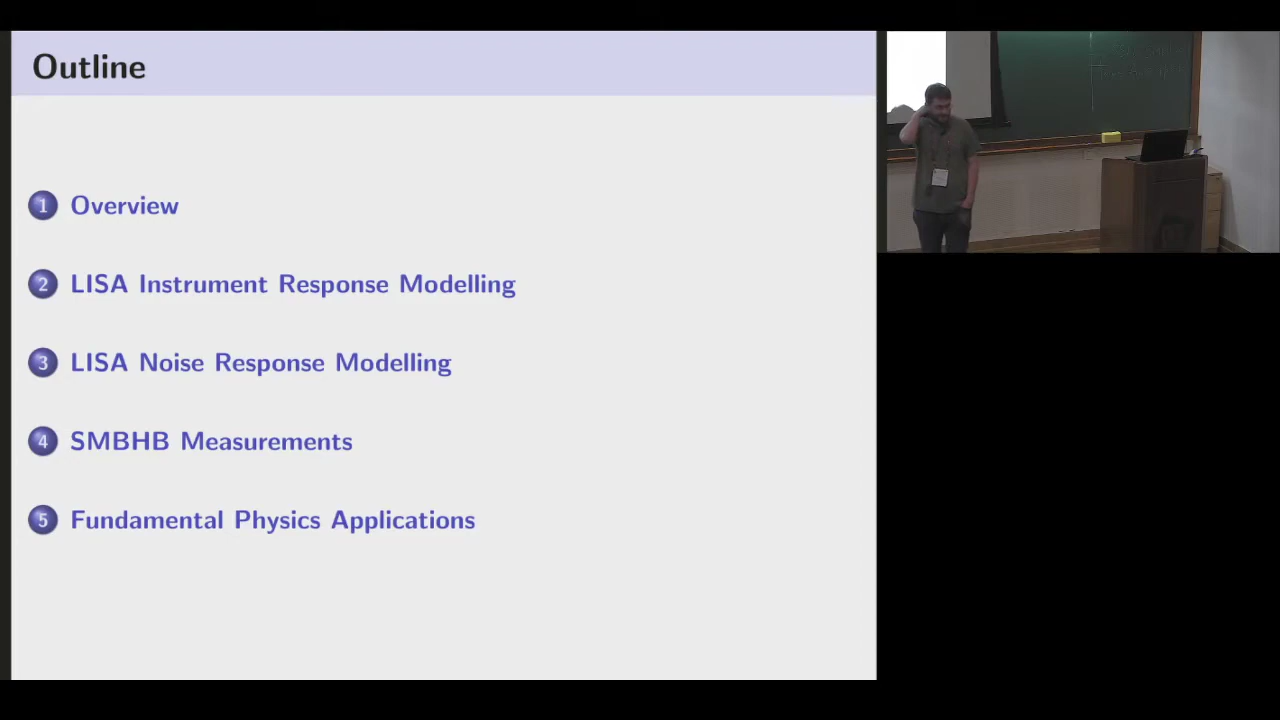 Outline
1 Overview
2 LISA Instrument Response Modelling
3 LISA Noise Response Modelling
4 SMBHB Measurements
5 Fundamental Physics Applications